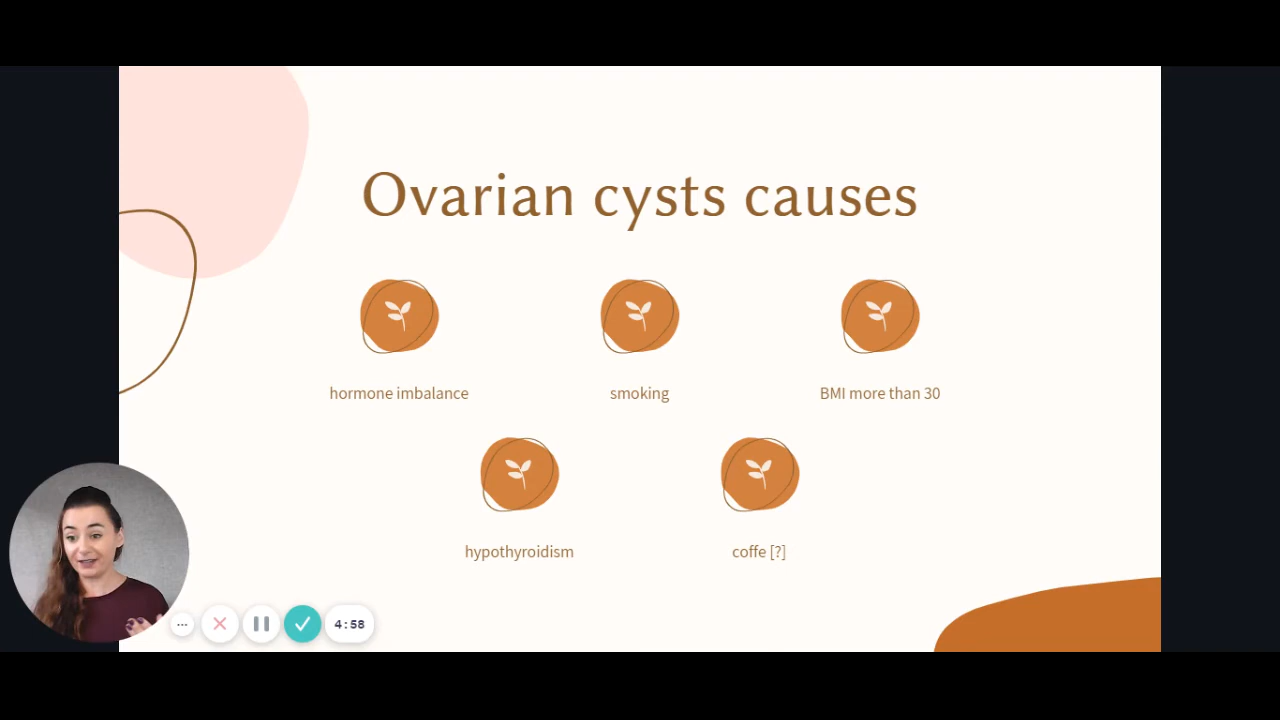 Ovarian cysts causes
hormone imbalance
smoking
BMI more than 30
hypothyroidism
coffe [?]
4:58